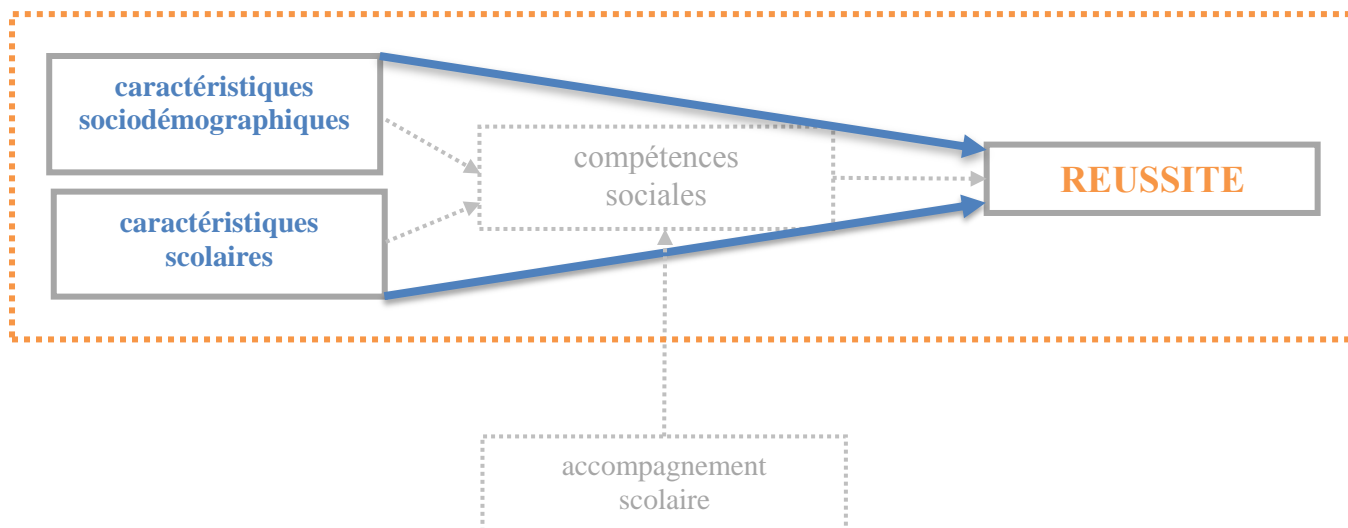 caractéristiques
sociodémographiques
compétences
sociales
REUSSITE
caractéristiques
scolaires
accompagnement
scolaire